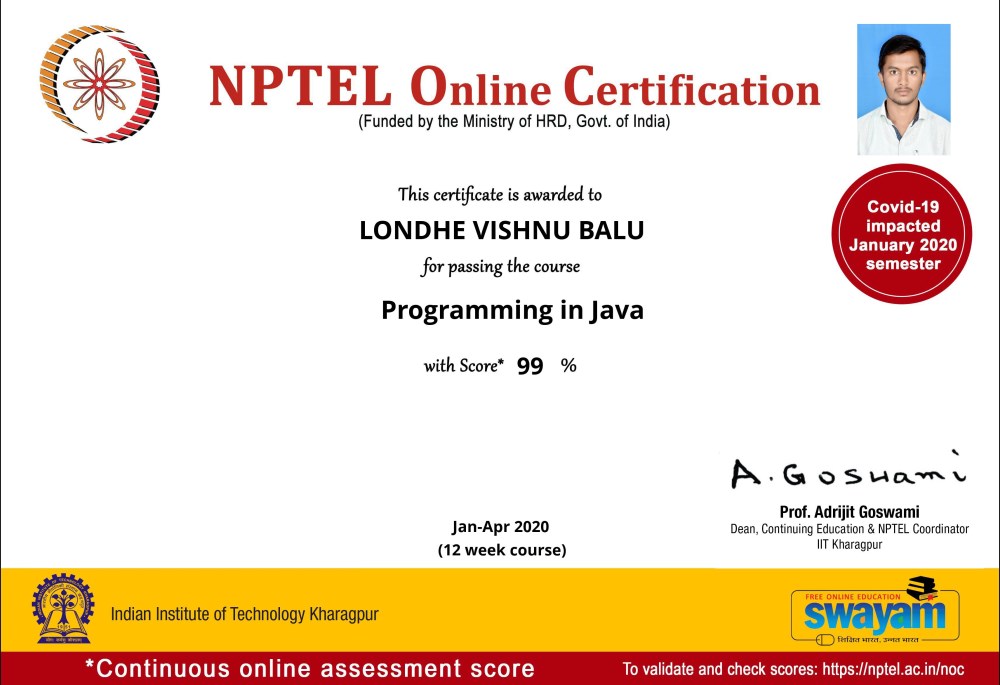 NPTEL Online Certification
(Funded by the Ministry of HRD, Govt. of India)
This certificate is awarded to
LONDHE VISHNU BALU
for passing the course
Programming in Java
with Score* 99 %
Covid-19
impacted
January 2020
semester
A. Goswami
Prof. Adrijit Goswami
Dean, Continuing Education & NPTEL Coordinator
IIT Kharagpur
Jan-Apr 2020
(12 week course)
Indian Institute of Technology Kharagpur
FREE ONLINE EDUCATION
swayam
शिक्षित भारत, उन्नत भारत
*Continuous online assessment score
To validate and check scores: https://nptel.ac.in/noc